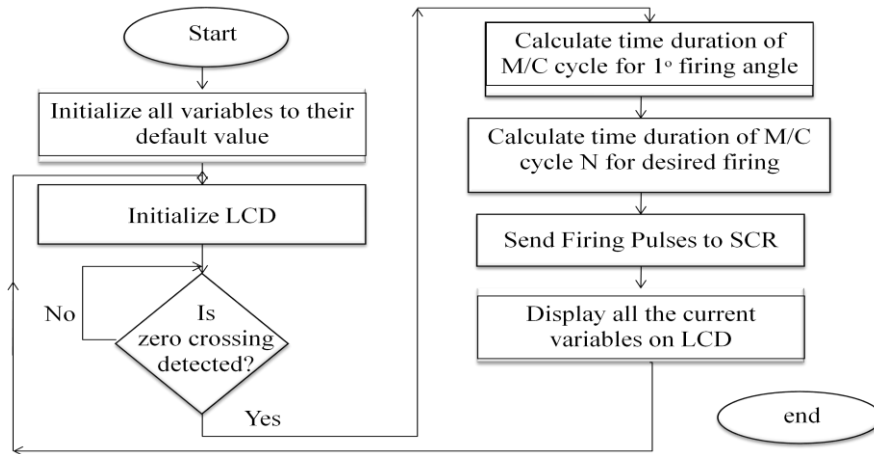 Start
Initialize all variables to their
default value
Initialize LCD
Is
zero crossing
detected?
No
Yes
Calculate time duration of
M/C cycle for 1º firing angle
Calculate time duration of M/C
cycle N for desired firing
Send Firing Pulses to SCR
Display all the current
variables on LCD
end